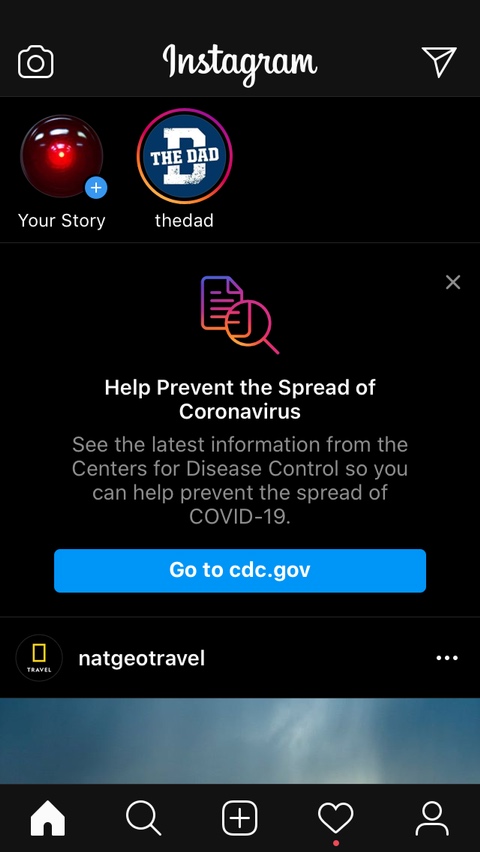 Instagram
THE DAD
D
Your Story
thedad
Help Prevent the Spread of
Coronavirus
See the latest information from the
Centers for Disease Control so you
can help prevent the spread of
COVID-19.
Go to cdc.gov
TRAVEL
natgeotravel